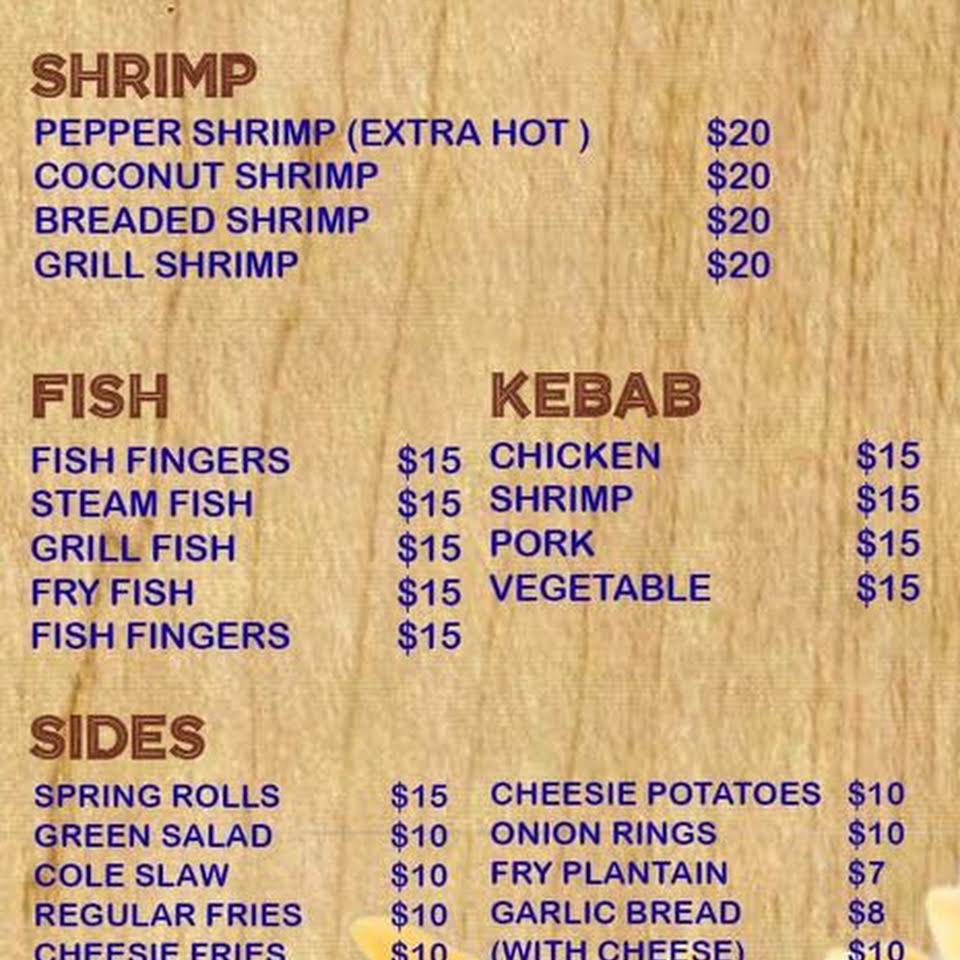 SHRIMP
PEPPER SHRIMP (EXTRA HOT ) $20
COCONUT SHRIMP $20
BREADED SHRIMP $20
GRILL SHRIMP $20
FISH
FISH FINGERS $15
STEAM FISH $15
GRILL FISH $15
FRY FISH $15
FISH FINGERS $15
KEBAB
CHICKEN $15
SHRIMP $15
PORK $15
VEGETABLE $15
SIDES
SPRING ROLLS $15
GREEN SALAD $10
COLE SLAW $10
REGULAR FRIES $10
CHEESIE FRIES $10
CHEESIE POTATOES $10
ONION RINGS $10
FRY PLANTAIN $7
GARLIC BREAD $8
(WITH CHEESE) $10